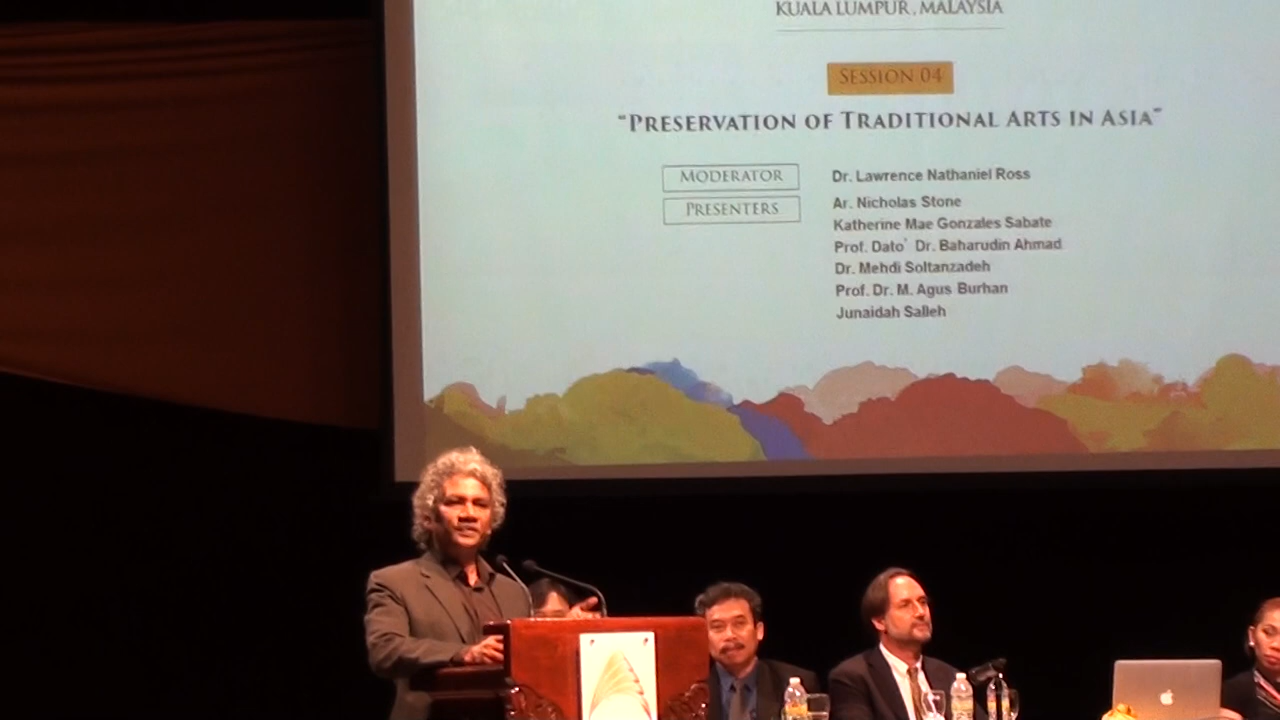 KUALA LUMPUR, MALAYSIA
SESSION 04
"PRESERVATION OF TRADITIONAL ARTS IN ASIA"
MODERATOR Dr. Lawrence Nathaniel Ross
PRESENTERS Ar. Nicholas Stone
Katherine Mae Gonzales Sabate
Prof. Dato' Dr. Baharudin Ahmad
Dr. Mehdi Soltanzadeh
Prof. Dr. M. Agus Burhan
Junaidah Salleh